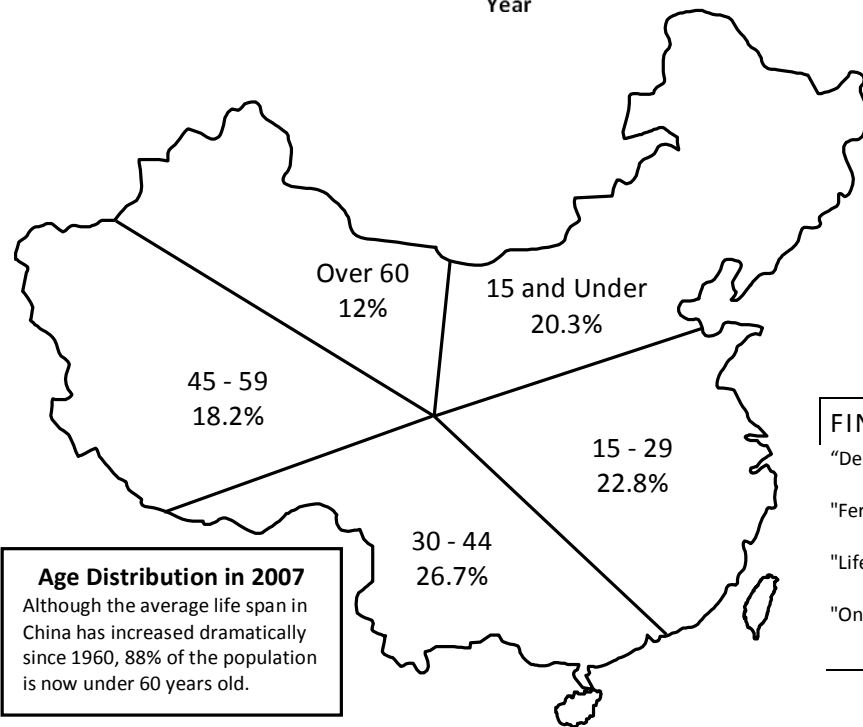 Year
Over 60
12%
15 and Under
20.3%
45 - 59
18.2%
15 - 29
22.8%
30 - 44
26.7%
Age Distribution in 2007
Although the average life span in
China has increased dramatically
since 1960, 88% of the population
is now under 60 years old.